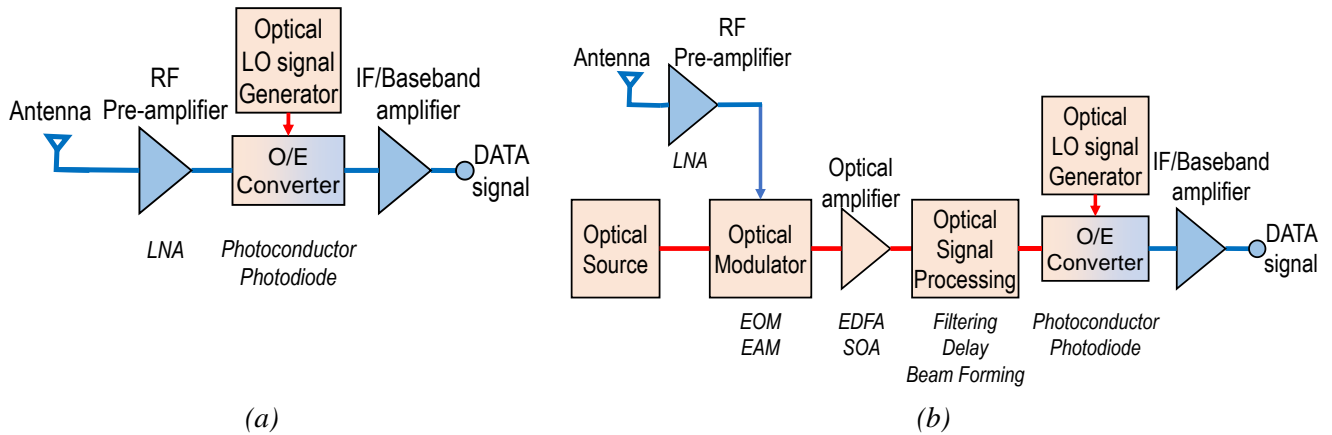 Optical
LO signal
Generator
RF
Pre-amplifier
IF/Baseband
amplifier
Antenna
O/E
Converter
DATA
signal
LNA
Photoconductor
Photodiode
(a)
RF
Pre-amplifier
Antenna
LNA
Optical
amplifier
Optical
LO signal
Generator
IF/Baseband
amplifier
Optical
Source
Optical
Modulator
Optical
Signal
Processing
O/E
Converter
DATA
signal
EOM
EAM
EDFA
SOA
Filtering
Delay
Beam Forming
Photoconductor
Photodiode
(b)